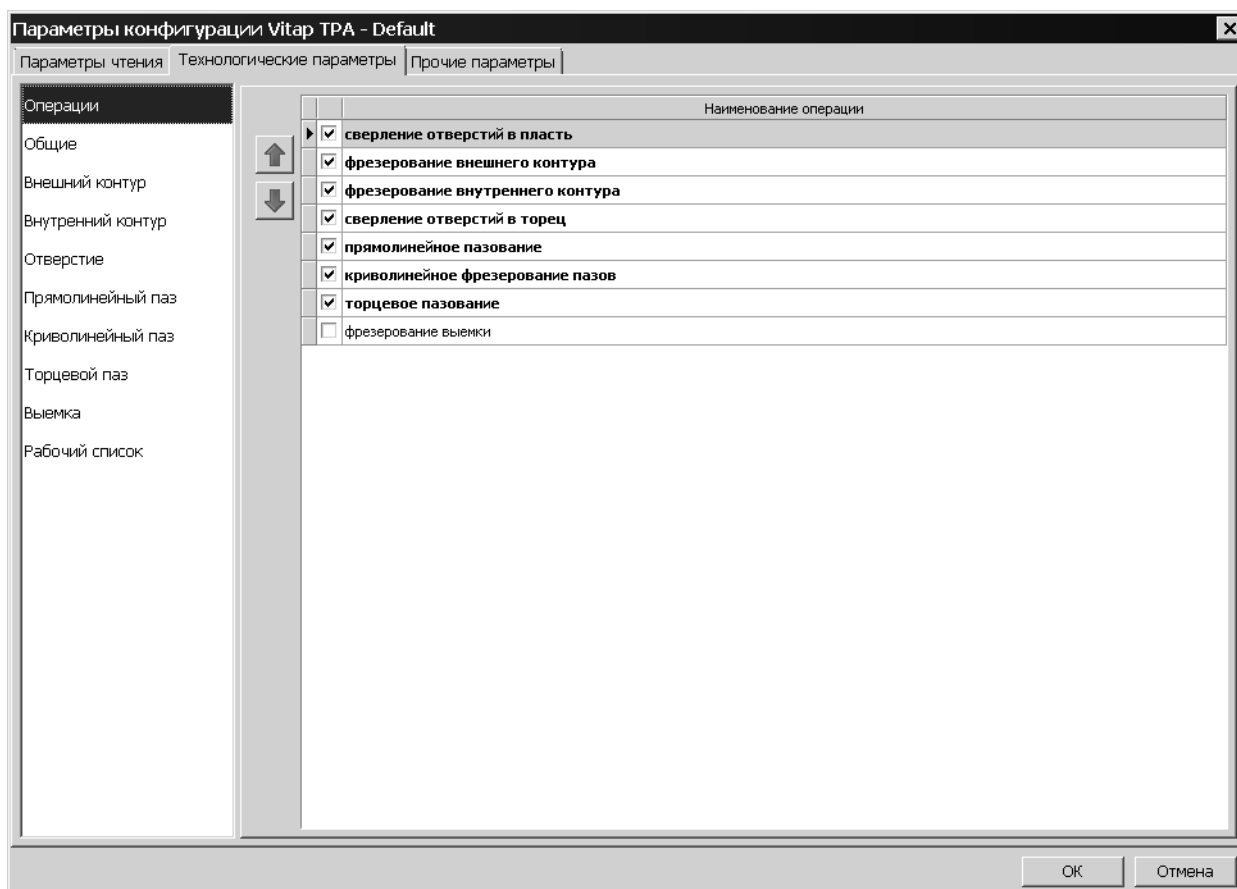 Параметры конфигурации Vitap TPA - Default
Параметры чтения Технологические параметры Прочие параметры
Операции
Общие
Внешний контур
Внутренний контур
Отверстие
Прямолинейный паз
Криволинейный паз
Торцевой паз
Выемка
Рабочий список
Наименование операции
сверление отверстий в пласть
фрезерование внешнего контура
фрезерование внутреннего контура
сверление отверстий в торец
прямолинейное пазование
криволинейное фрезерование пазов
торцевое пазование
фрезерование выемки
ОК Отмена